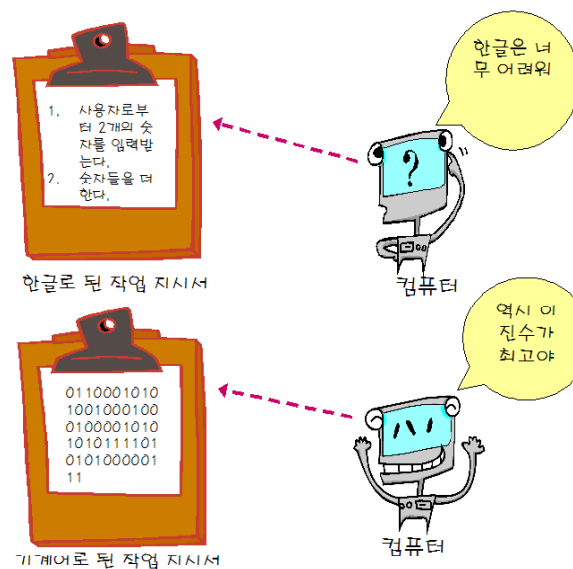 한글은 너
무 어려워
1. 사용자로부
터 2개의 숫
자를 입력받
는다.
2. 숫자들을 더
한다.
?
한글로 된 작업 지시서
컴퓨터
역시 이
진수가
최고야
0110001010
1001000100
0100001010
1010111101
0101000001
11
기계어로 된 작업 지시서
컴퓨터